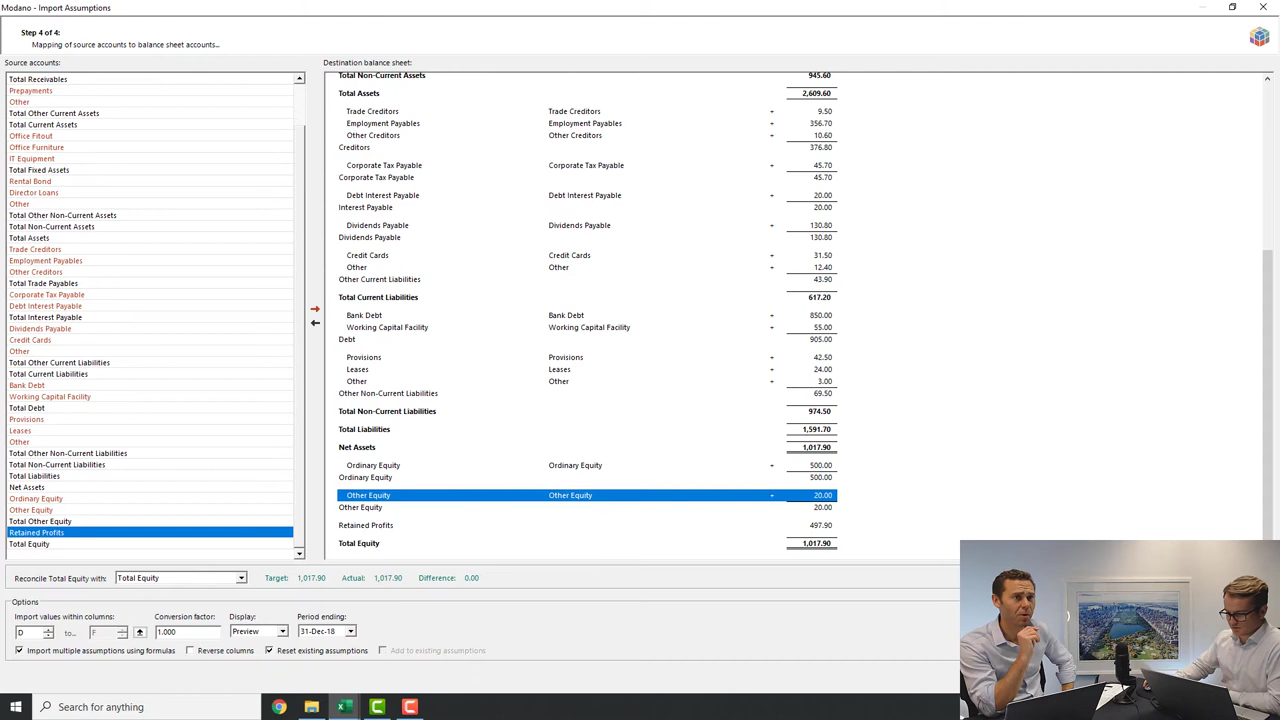 Modano - Import Assumptions
Step 4 of 4:
Mapping of source accounts to balance sheet accounts...
Source accounts:
Total Receivables
Prepayments
Other
Total Other Current Assets
Total Current Assets
Office Fitout
Office Furniture
IT Equipment
Total Fixed Assets
Rental Bond
Director Loans
Other
Total Other Non-Current Assets
Total Non-Current Assets
Total Assets
Trade Creditors
Employment Payables
Other Creditors
Total Trade Payables
Corporate Tax Payable
Debt Interest Payable
Total Interest Payable
Dividends Payable
Credit Cards
Other
Total Other Current Liabilities
Total Current Liabilities
Bank Debt
Working Capital Facility
Total Debt
Provisions
Leases
Other
Total Other Non-Current Liabilities
Total Non-Current Liabilities
Total Liabilities
Net Assets
Ordinary Equity
Other Equity
Total Other Equity
Retained Profits
Total Equity
Destination balance sheet:
Total Non-Current Assets 945.60
Total Assets 2,609.60
Trade Creditors Trade Creditors + 9.50
Employment Payables Employment Payables + 356.70
Other Creditors Other Creditors + 10.60
Creditors 376.80
Corporate Tax Payable Corporate Tax Payable + 45.70
Corporate Tax Payable 45.70
Debt Interest Payable Debt Interest Payable + 20.00
Interest Payable 20.00
Dividends Payable Dividends Payable + 130.80
Dividends Payable 130.80
Credit Cards Credit Cards + 31.50
Other Other + 12.40
Other Current Liabilities 43.90
Total Current Liabilities 617.20
Bank Debt Bank Debt + 850.00
Working Capital Facility Working Capital Facility + 55.00
Debt 905.00
Provisions Provisions + 42.50
Leases Leases + 24.00
Other Other + 3.00
Other Non-Current Liabilities 69.50
Total Non-Current Liabilities 974.50
Total Liabilities 1,591.70
Net Assets 1,017.90
Ordinary Equity Ordinary Equity + 500.00
Ordinary Equity 500.00
Other Equity Other Equity + 20.00
Other Equity 20.00
Retained Profits 497.90
Total Equity 1,017.90
Reconcile Total Equity with: Total Equity Target: 1,017.90 Actual: 1,017.90 Difference: 0.00
Options
Import values within columns: Conversion factor: Display: Period ending:
D to... F 1.000 Preview 31-Dec-18
Import multiple assumptions using formulas Reverse columns Reset existing assumptions Add to existing assumptions
Search for anything